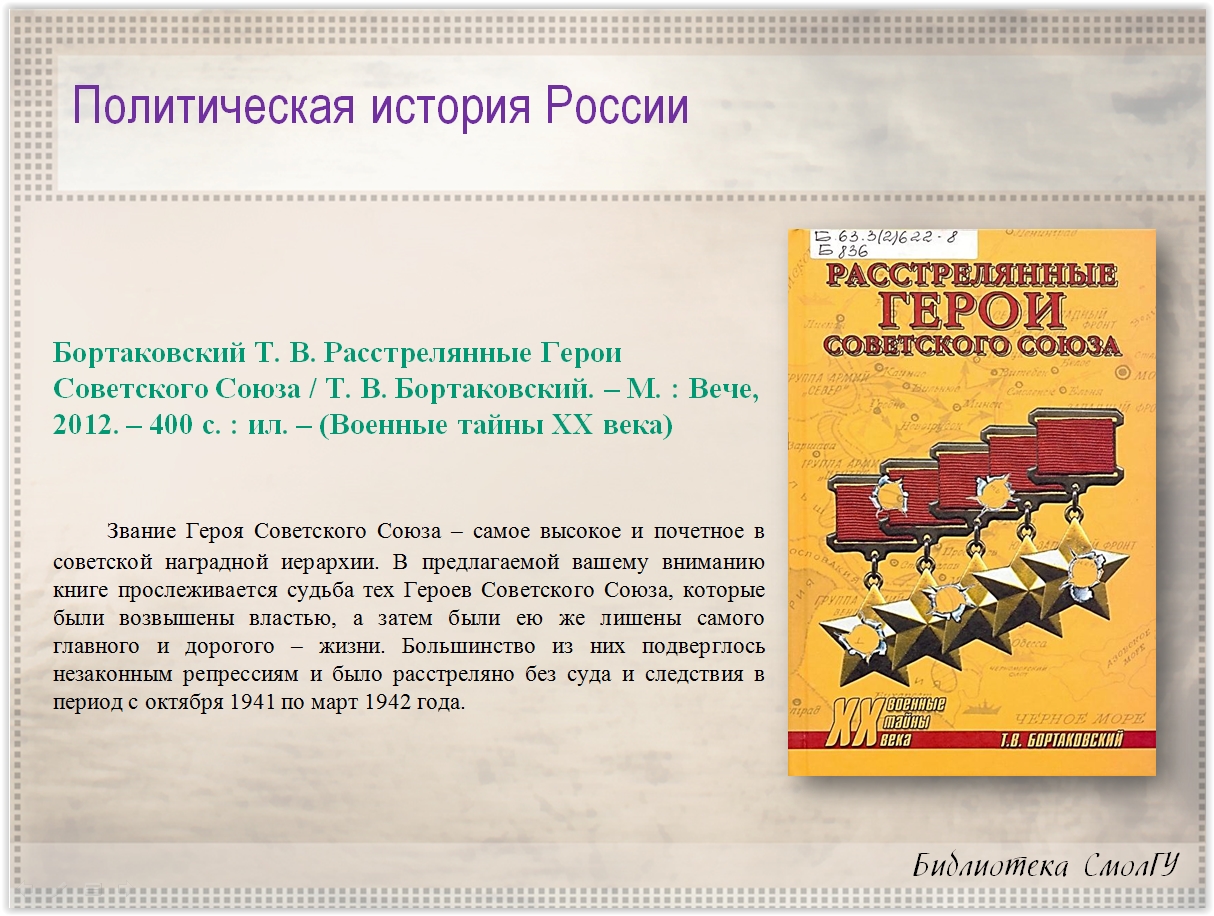 Политическая история России
Бортаковский Т. В. Расстрелянные Герои
Советского Союза / Т. В. Бортаковский. – М. : Вече,
2012. – 400 с. : ил. – (Военные тайны XX века)
Звание Героя Советского Союза – самое высокое и почетное в
советской наградной иерархии. В предлагаемой вашему вниманию
книге прослеживается судьба тех Героев Советского Союза, которые
были возвышены властью, а затем были ею же лишены самого
главного и дорогого – жизни. Большинство из них подверглось
незаконным репрессиям и было расстреляно без суда и следствия в
период с октября 1941 по март 1942 года.
Б 63.3(2)622-8
Б 836
РАССТРЕЛЯННЫЕ
ГЕРОИ
СОВЕТСКОГО СОЮЗА
Одесса
ЧЕРНОЕ МОРЕ
XX ВОЕННЫЕ
ТАЙНЫ
ВЕКА
Т.В. БОРТАКОВСКИЙ
Библиотека СмолГУ